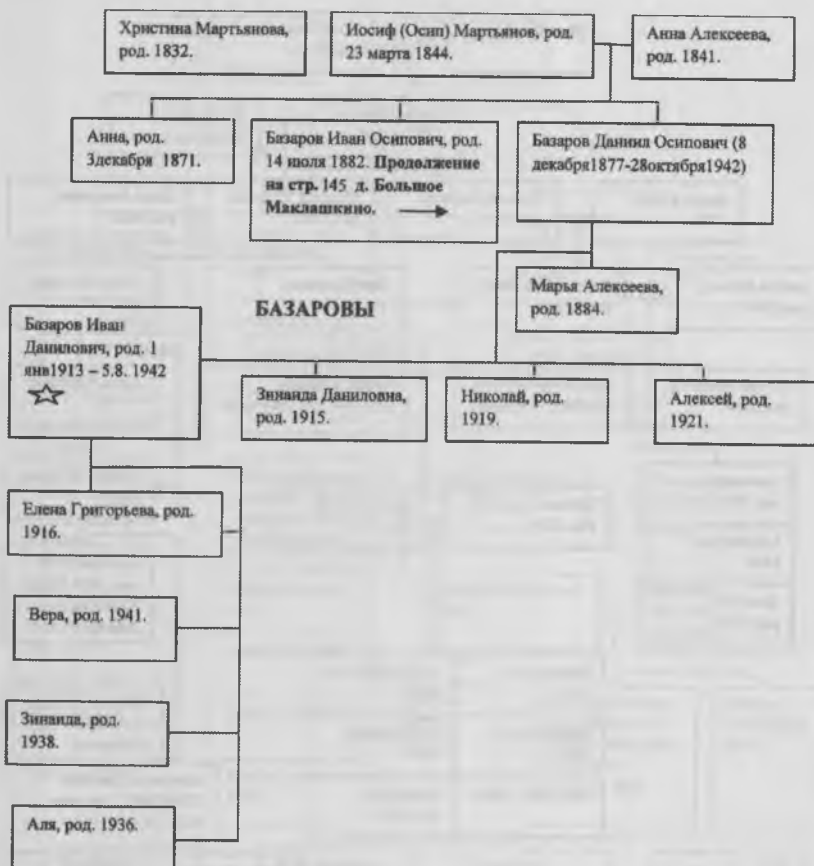 Христина Мартьянова,
род. 1832.
Иосиф (Осип) Мартьянов, род.
23 марта 1844.
Анна Алексеева,
род. 1841.
Анна, род.
3декабря 1871.
Базаров Иван Осипович, род.
14 июля 1882. Продолжение
на стр. 145 д. Большое
Маклашкино.
Базаров Даниил Осипович (8
декабря1877-28октября1942)
Марья Алексеева,
род. 1884.
БАЗАРОВЫ
Базаров Иван
Данилович, род. 1
янв1913 – 5.8. 1942
Зинаида Даниловна,
род. 1915.
Николай, род.
1919.
Алексей, род.
1921.
Елена Григорьева, род.
1916.
Вера, род. 1941.
Зинаида, род.
1938.
Аля, род. 1936.